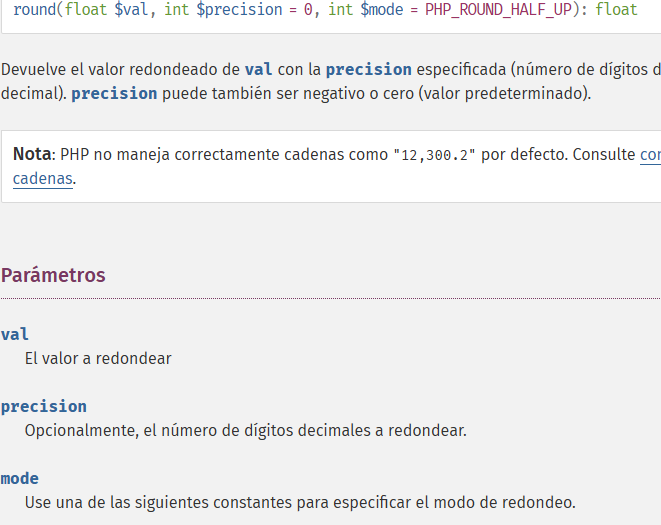 round(float $val, int $precision = 0, int $mode = PHP_ROUND_HALF_UP): float
Devuelve el valor redondeado de val con la precision especificada (número de dígitos
decimal). precision puede también ser negativo o cero (valor predeterminado).
Nota: PHP no maneja correctamente cadenas como "12,300.2" por defecto. Consulte
cadenas.
Parámetros
val
El valor a redondear
precision
Opcionalmente, el número de dígitos decimales a redondear.
mode
Use una de las siguientes constantes para especificar el modo de redondeo.